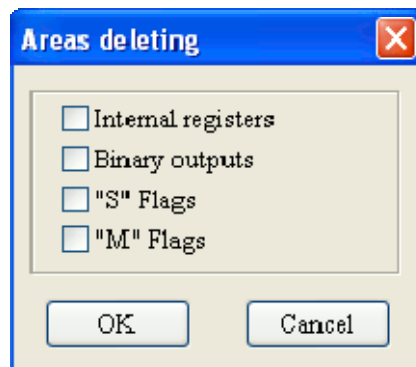 Areas deleting
Internal registers
Binary outputs
"S" Flags
"M" Flags
OK
Cancel